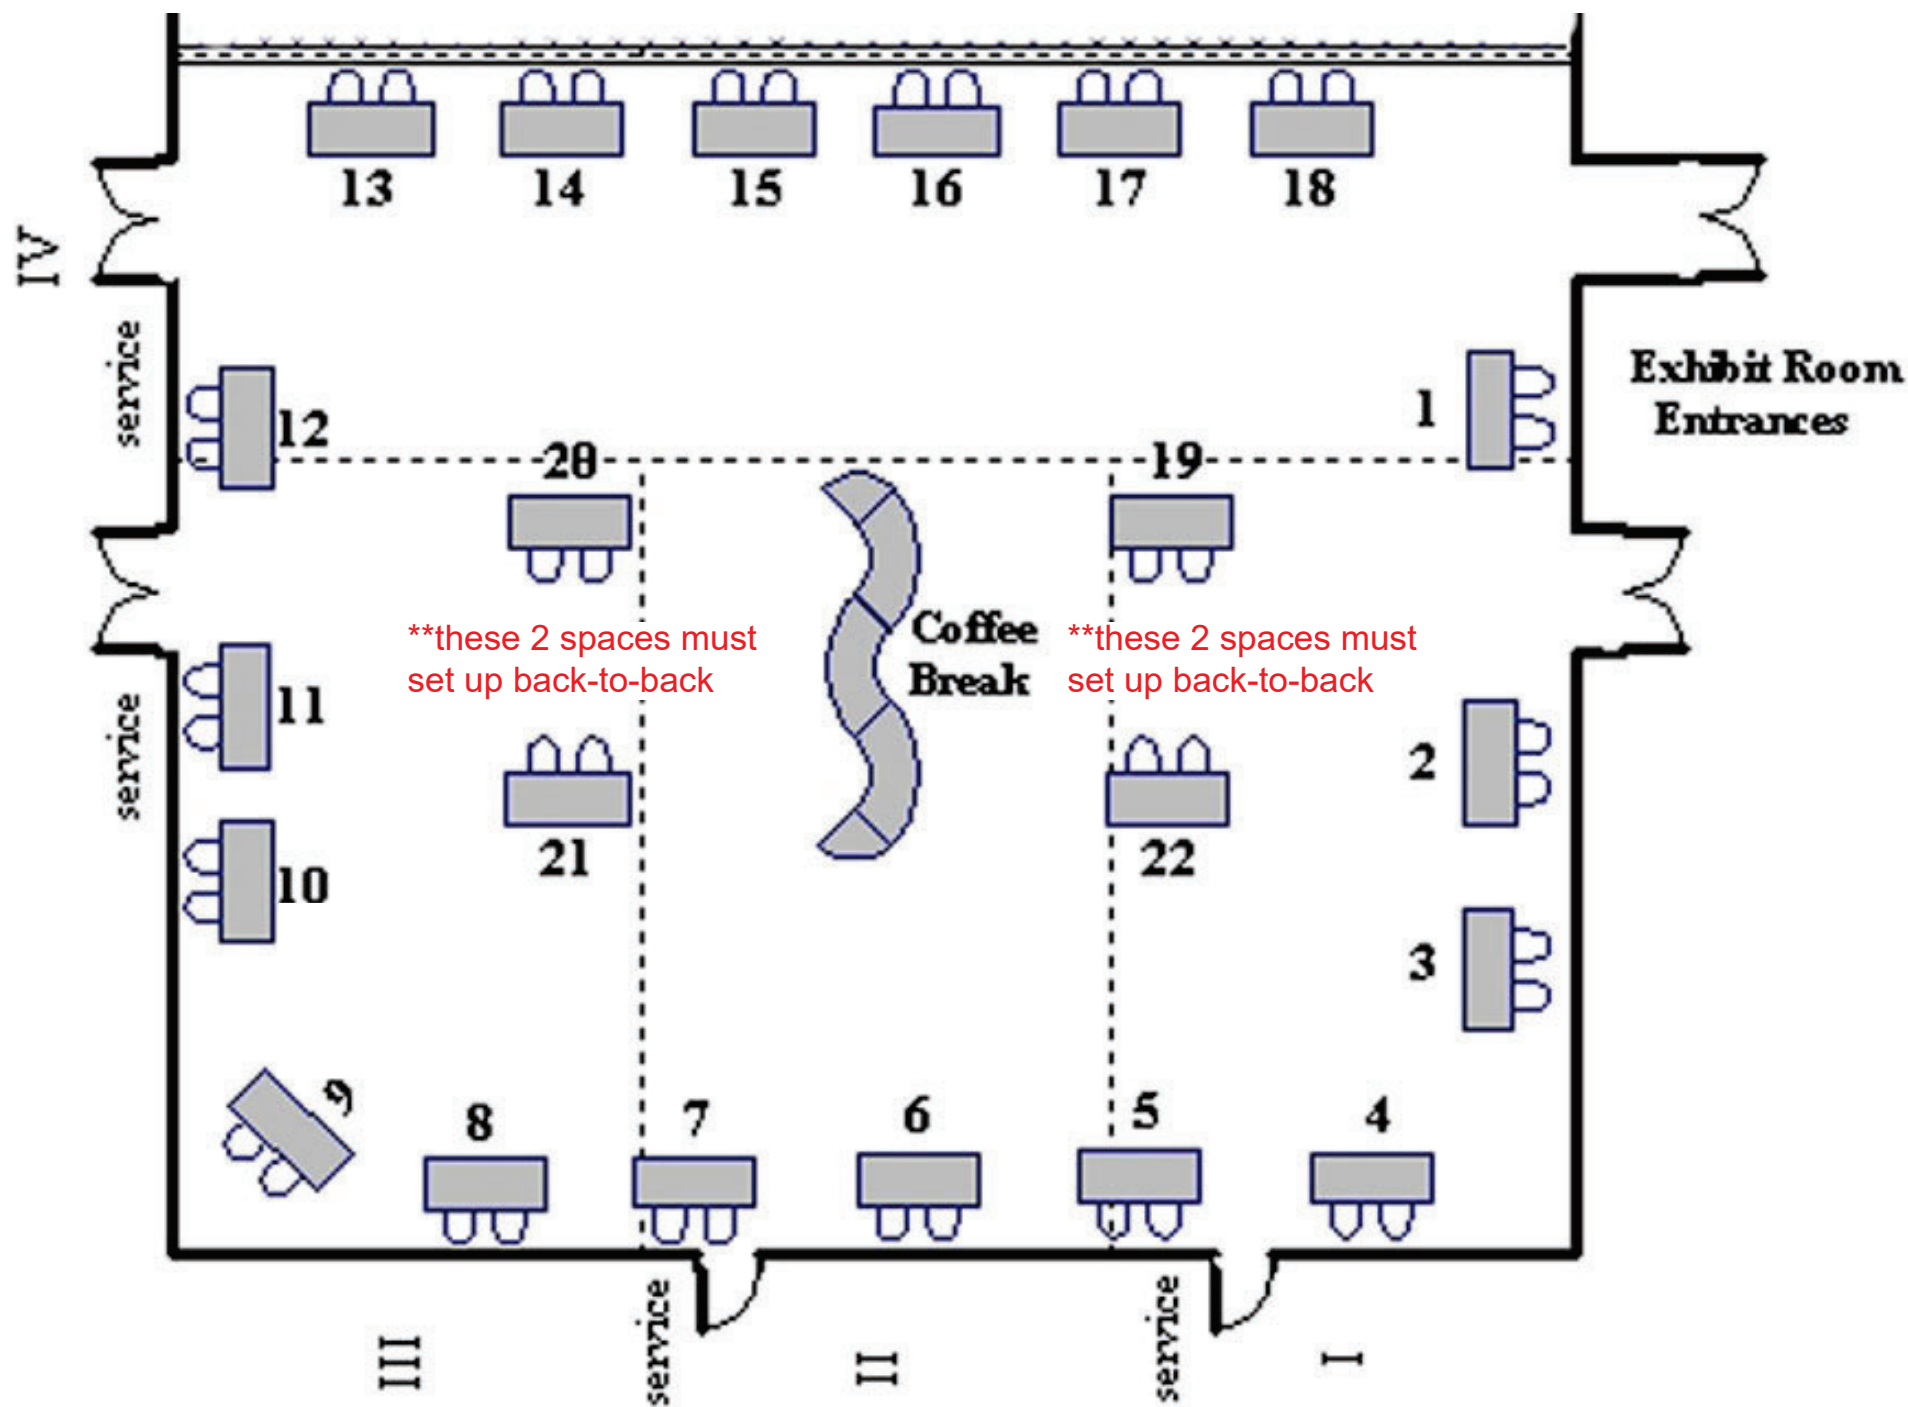 13 14 15 16 17 18
IV
service
Exhibit Room
Entrances
12
1
20
19
**these 2 spaces must
set up back-to-back
Coffee
Break
**these 2 spaces must
set up back-to-back
11
service
2
21
22
10
3
9
8
7
6
5
4
service
service
III
II
I